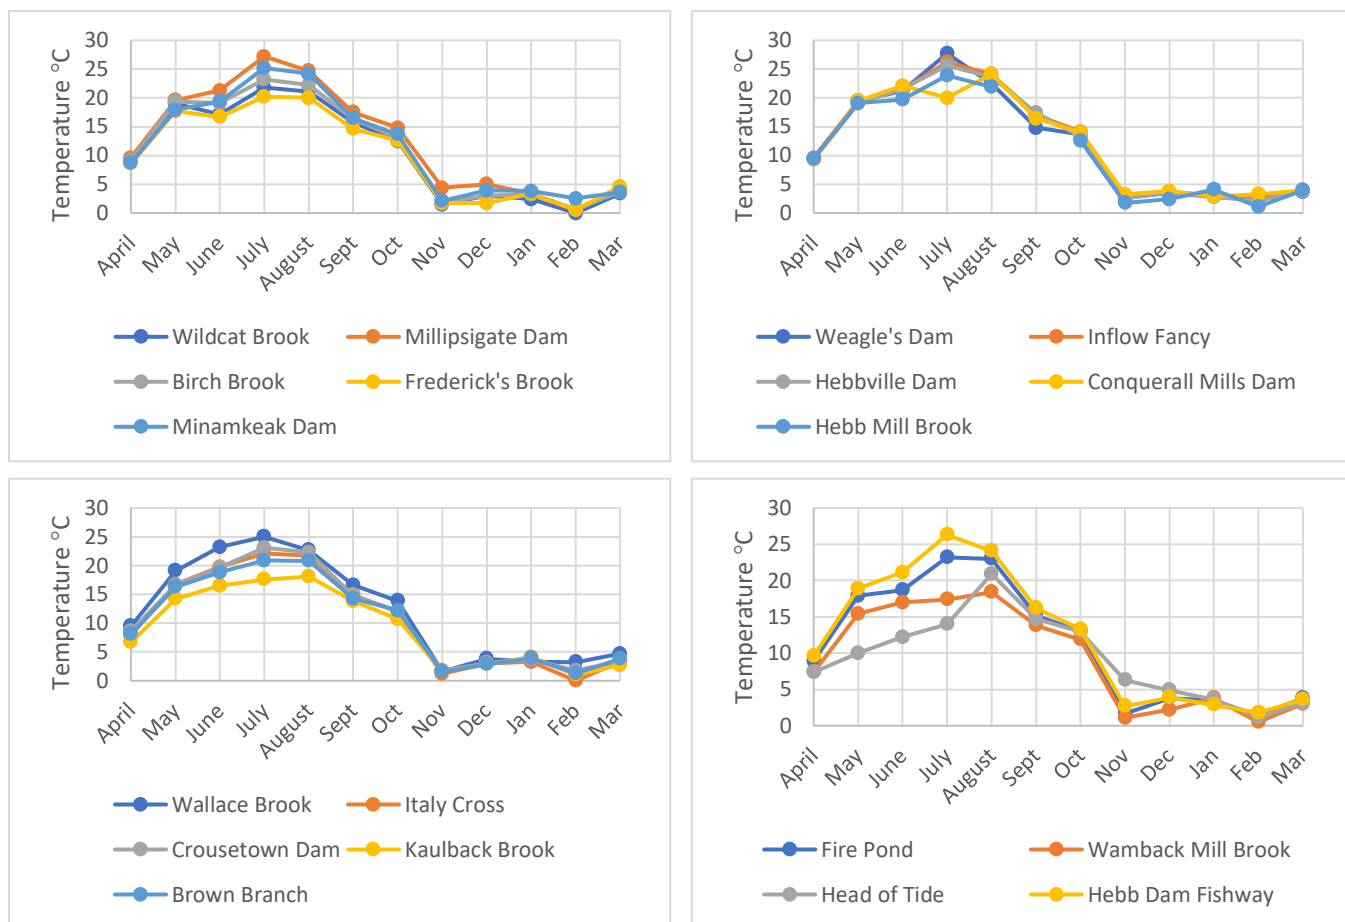 Temperature °C
30
25
20
15
10
5
0
April May June July August Sept Oct Nov Dec Jan Feb Mar
Wildcat Brook Millipsigate Dam
Birch Brook Frederick's Brook
Minamkeak Dam
Temperature °C
30
25
20
15
10
5
0
April May June July August Sept Oct Nov Dec Jan Feb Mar
Weagle's Dam Inflow Fancy
Hebbville Dam Conquerall Mills Dam
Hebb Mill Brook
Temperature °C
30
25
20
15
10
5
0
April May June July August Sept Oct Nov Dec Jan Feb Mar
Wallace Brook Italy Cross
Crousetown Dam Kaulback Brook
Brown Branch
Temperature °C
30
25
20
15
10
5
0
April May June July August Sept Oct Nov Dec Jan Feb Mar
Fire Pond Wamback Mill Brook
Head of Tide Hebb Dam Fishway